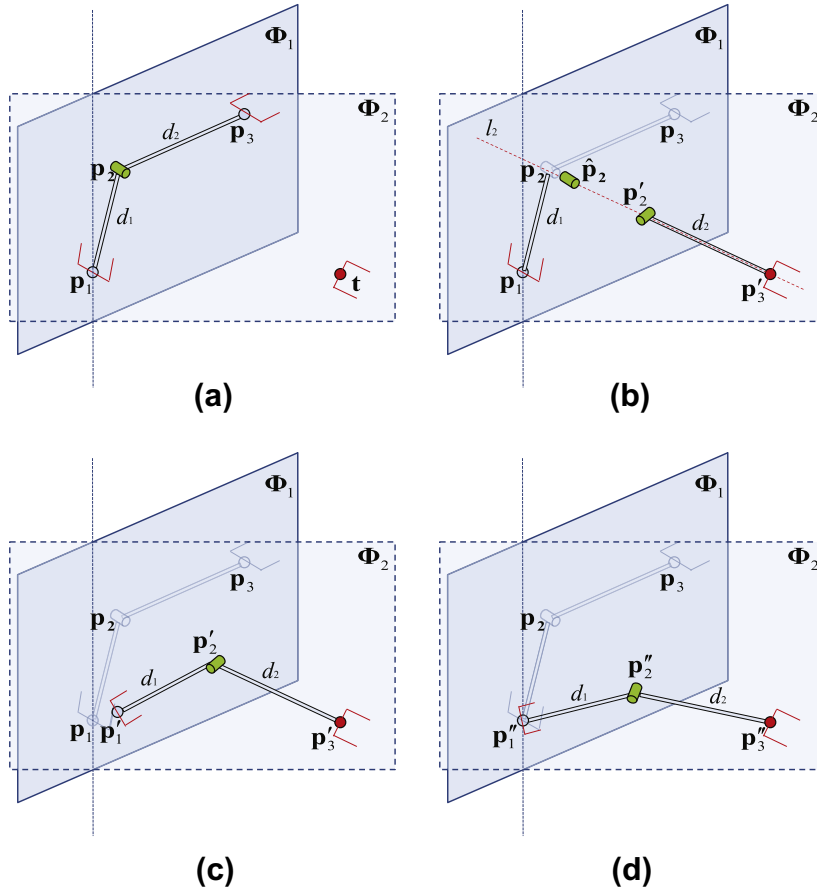 Φ₁
Φ₂
d₂
p₃
p₂
d₁
p₁
t
(a)
Φ₁
Φ₂
l₂
p₃
p₂ p̂₂
p′₂
d₁
d₂
p₁
p′₃
(b)
Φ₁
Φ₂
p₃
p₂
p′₂
d₁
d₂
p₁ p′₁
p′₃
(c)
Φ₁
Φ₂
p₃
p₂
p″₂
d₁
d₂
p″₁
p″₃
(d)